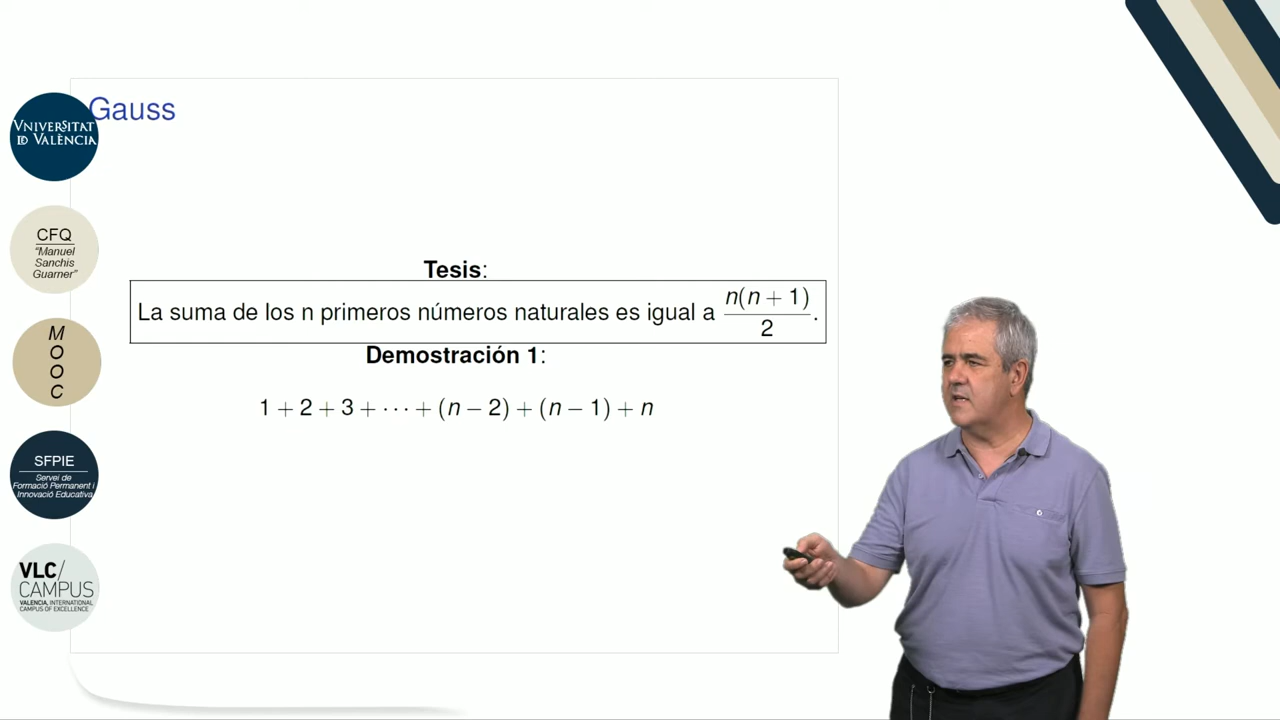 Gauss
VNIVERSITAT
ID VALÈNCIA
CFQ
"Manuel
Sanchis
Guarner"
M
O
O
C
SFPIE
Servei de
Formació Permanent i
Innovació Educativa
VLC/
CAMPUS
VALENCIA, INTERNATIONAL
CAMPUS OF EXCELLENCE
Tesis:
La suma de los n primeros números naturales es igual a n(n + 1)/2.
Demostración 1:
1 + 2 + 3 + ⋯ + (n − 2) + (n − 1) + n